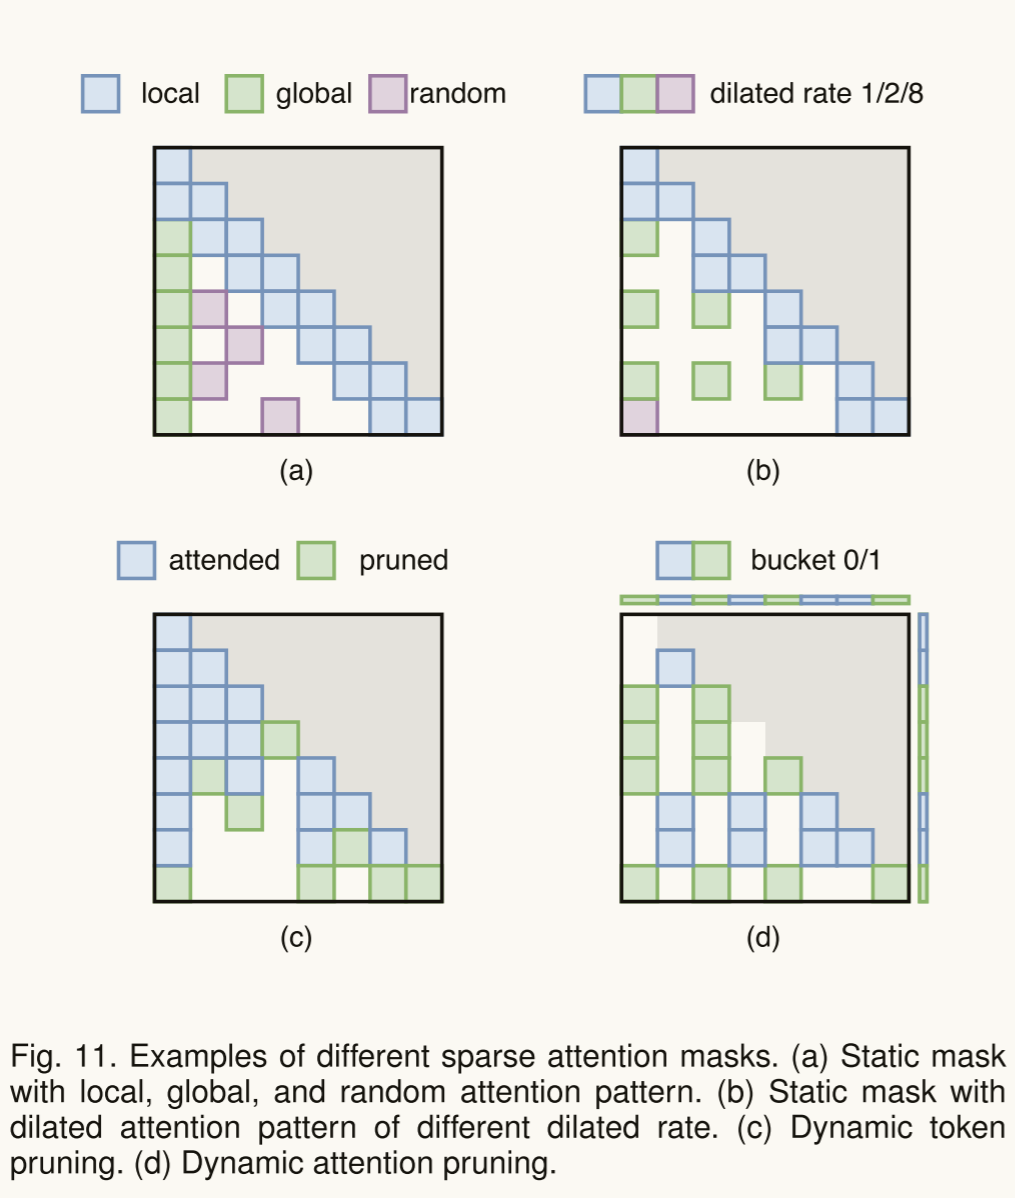 local global random
dilated rate 1/2/8
(a)
(b)
attended pruned
bucket 0/1
(c)
(d)
Fig. 11. Examples of different sparse attention masks. (a) Static mask
with local, global, and random attention pattern. (b) Static mask with
dilated attention pattern of different dilated rate. (c) Dynamic token
pruning. (d) Dynamic attention pruning.